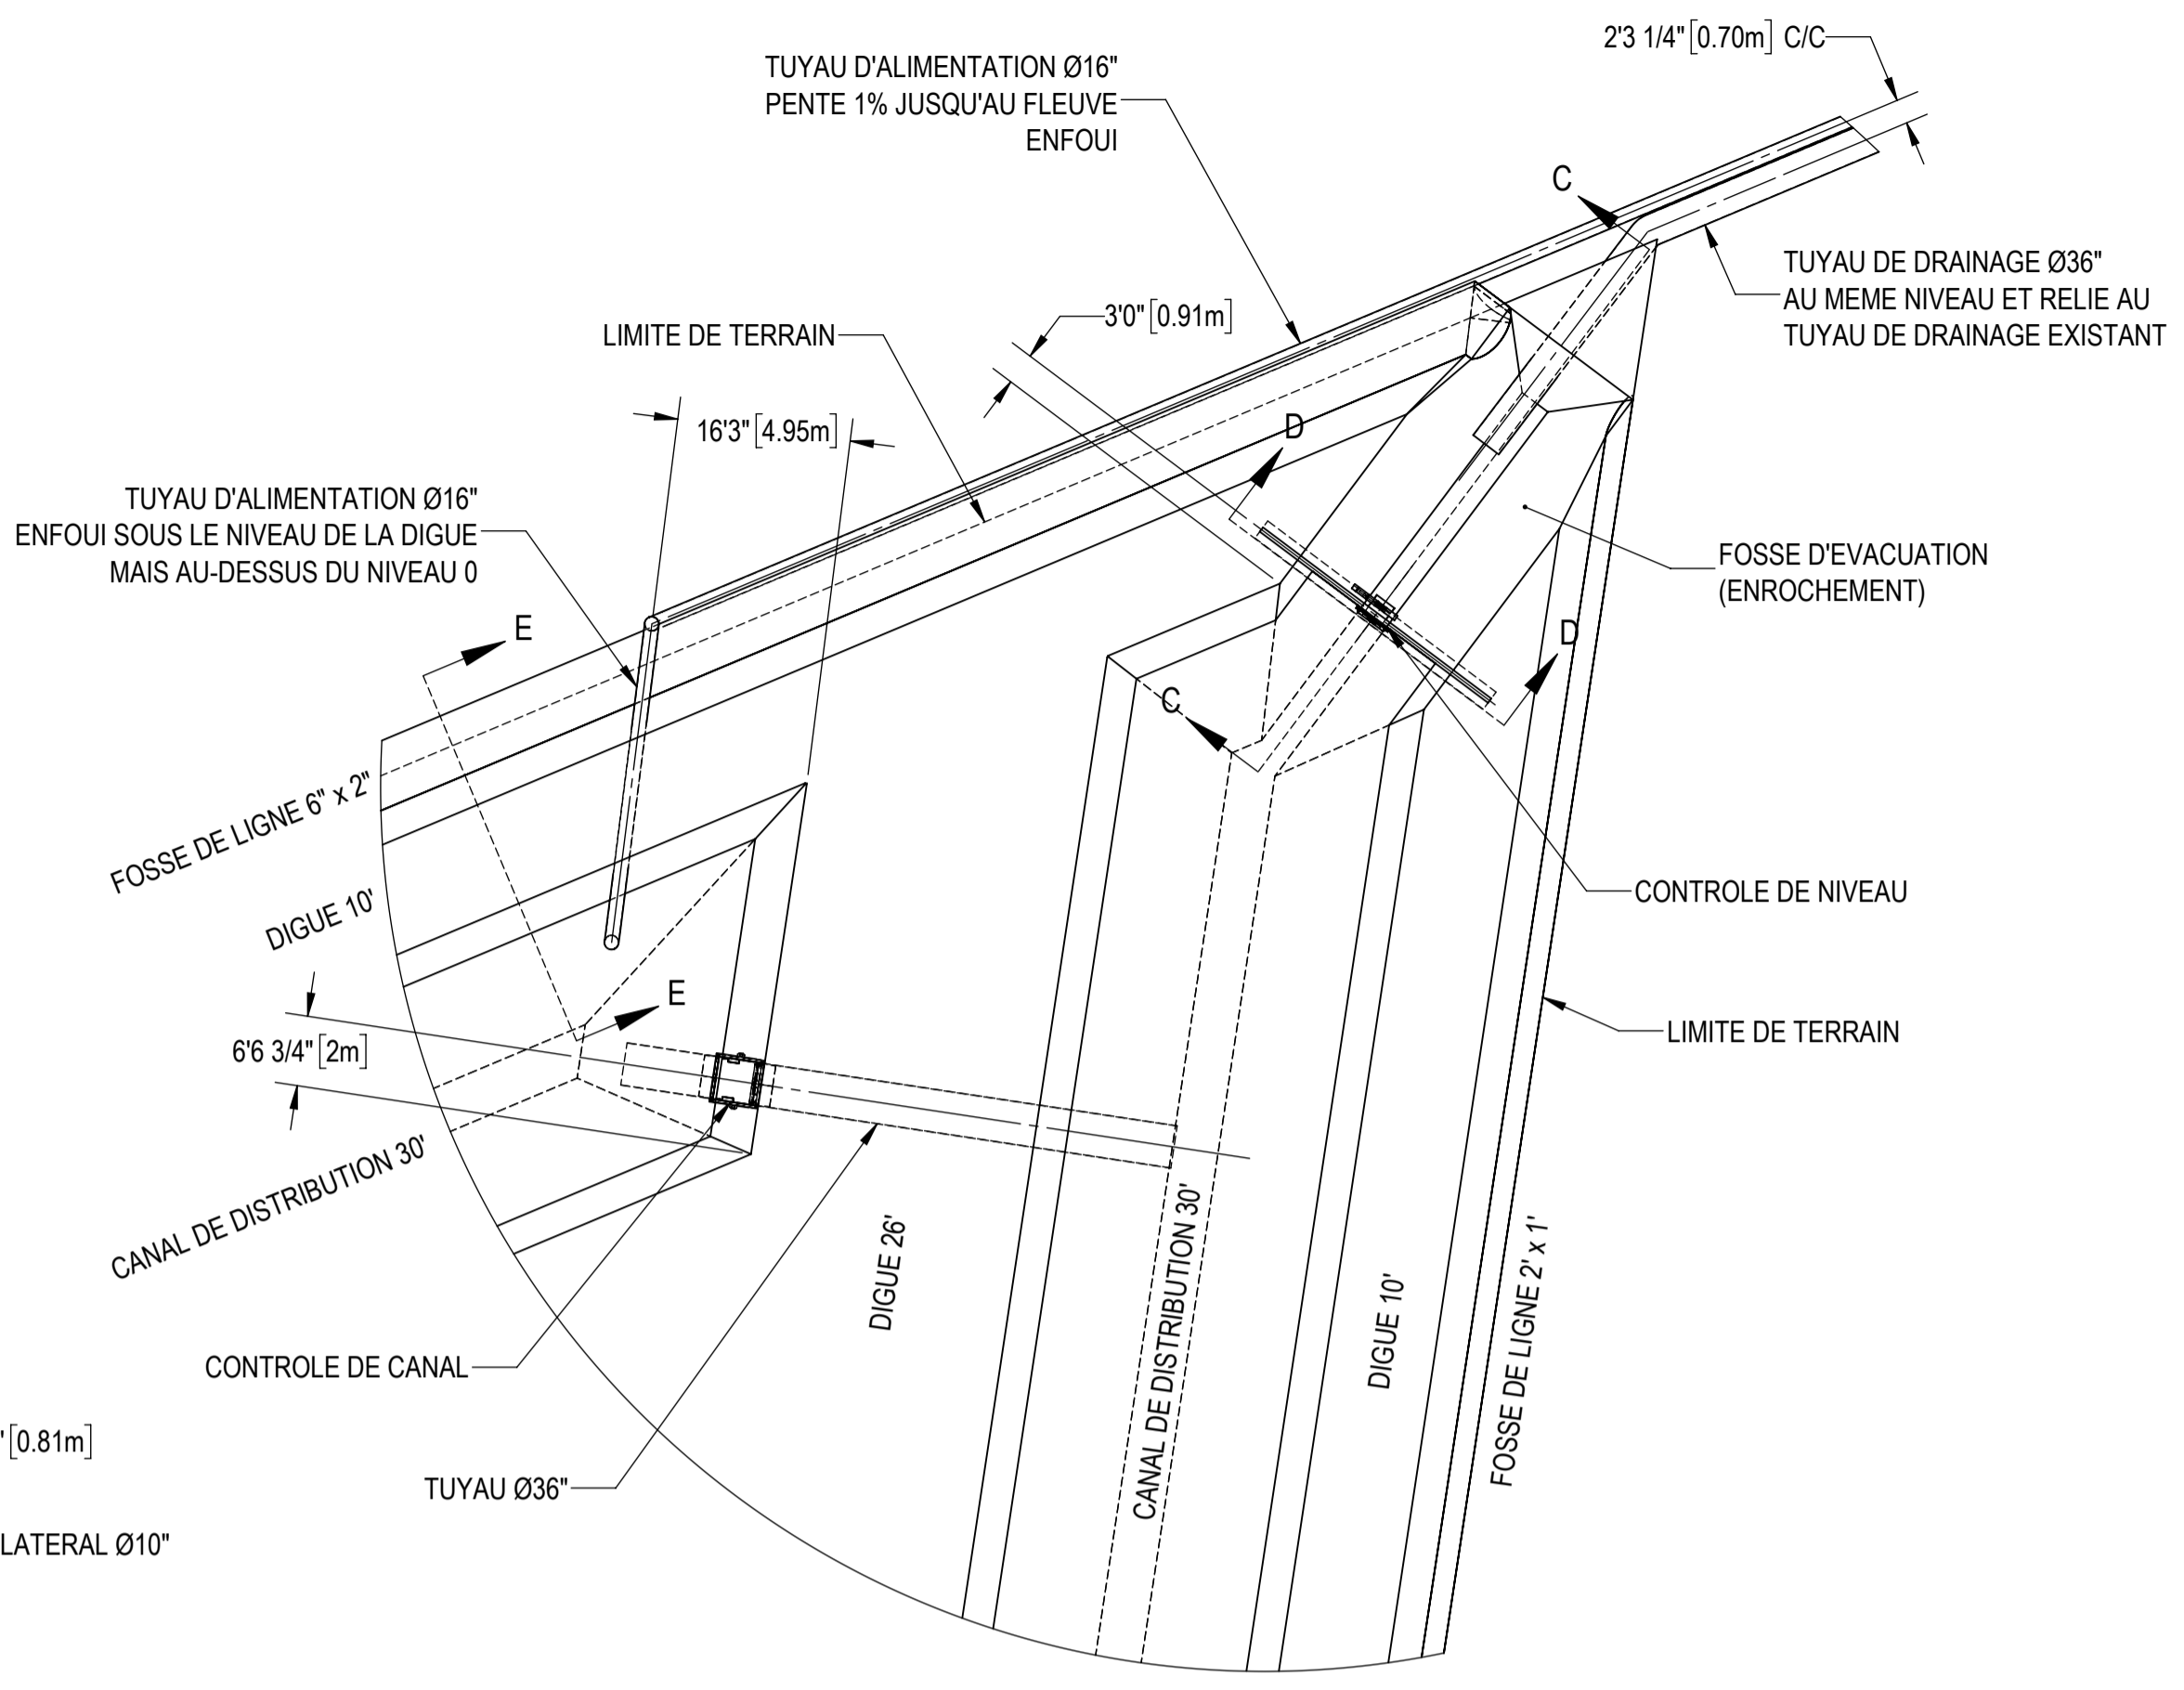 2'3 1/4" [0.70m] C/C
TUYAU D'ALIMENTATION Ø16"
PENTE 1% JUSQU'AU FLEUVE
ENFOUI
C
TUYAU DE DRAINAGE Ø36"
AU MEME NIVEAU ET RELIE AU
TUYAU DE DRAINAGE EXISTANT
3'0" [0.91m]
LIMITE DE TERRAIN
16'3" [4.95m]
D
TUYAU D'ALIMENTATION Ø16"
ENFOUI SOUS LE NIVEAU DE LA DIGUE
MAIS AU-DESSUS DU NIVEAU 0
FOSSE D'EVACUATION
(ENROCHEMENT)
E
D
C
FOSSE DE LIGNE 6" x 2"
CONTROLE DE NIVEAU
DIGUE 10'
E
LIMITE DE TERRAIN
6'6 3/4" [2m]
CANAL DE DISTRIBUTION 30'
DIGUE 26'
CANAL DE DISTRIBUTION 30'
DIGUE 10'
FOSSE DE LIGNE 2' x 1'
CONTROLE DE CANAL
' [0.81m]
TUYAU Ø36"
LATERAL Ø10"